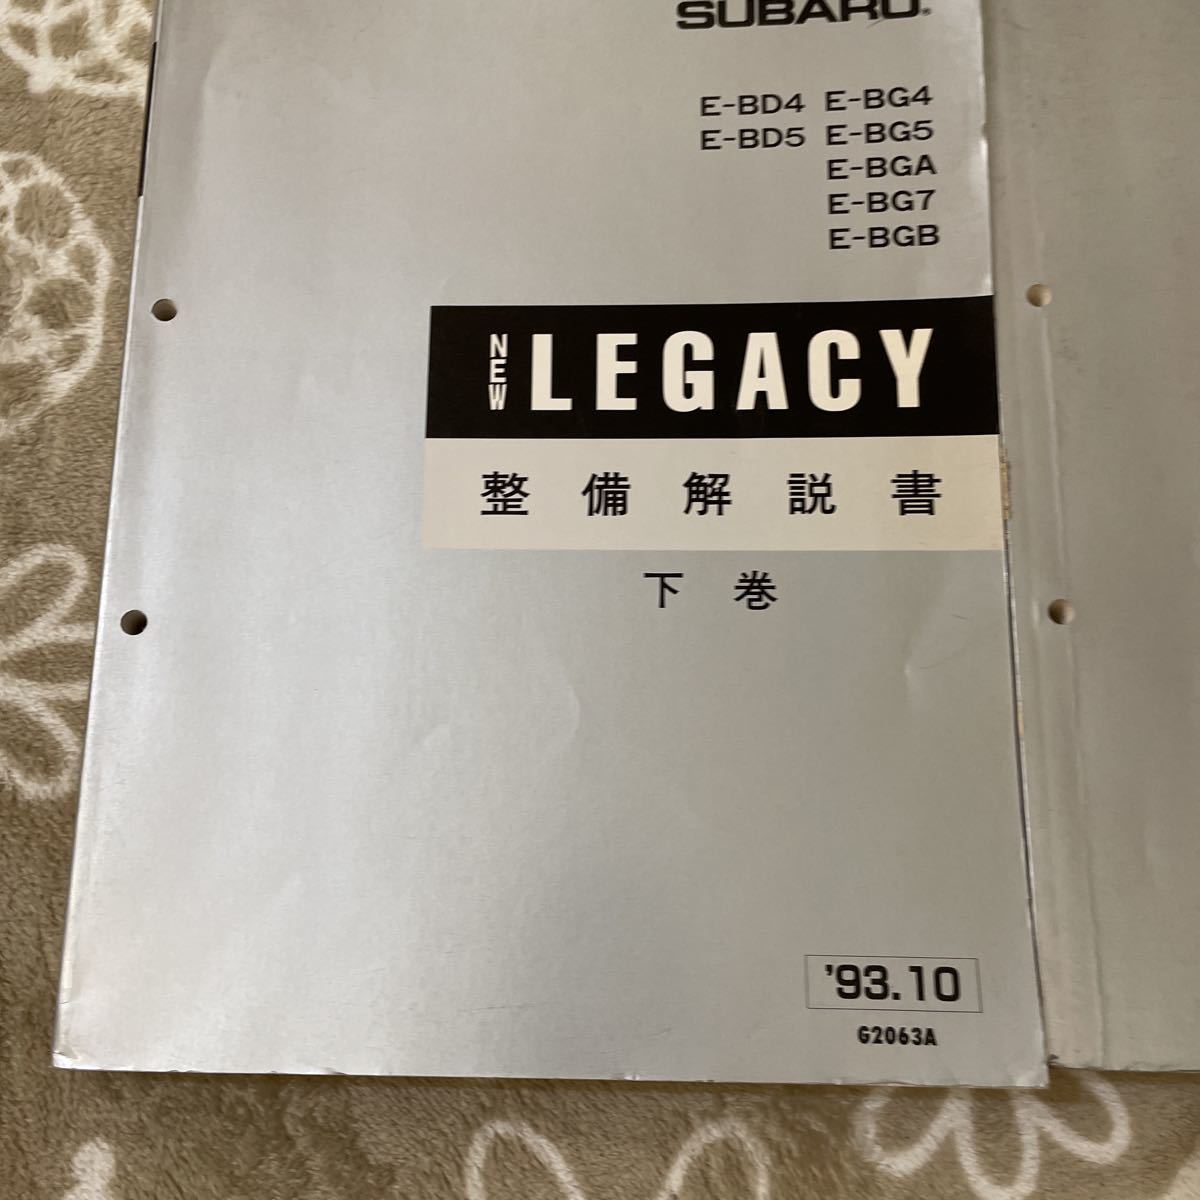 SUBARU®
E-BD4 E-BG4
E-BD5 E-BG5
E-BGA
E-BG7
E-BGB
NEW LEGACY
整備解説書
下巻
'93.10
G2063A